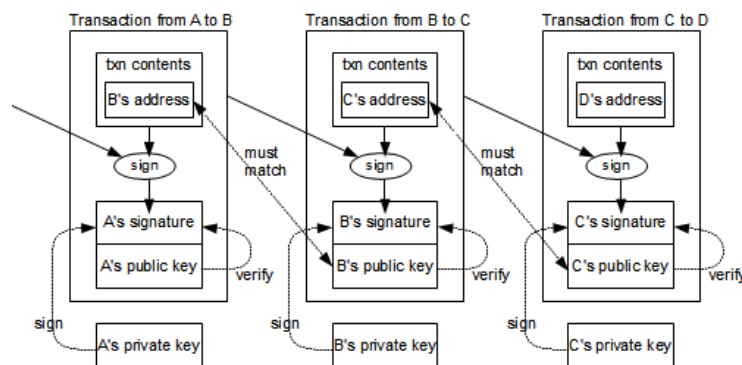 Transaction from A to B
txn contents
B's address
sign
A's signature
A's public key
verify
sign
A's private key
must
match
Transaction from B to C
txn contents
C's address
sign
B's signature
B's public key
verify
sign
B's private key
must
match
Transaction from C to D
txn contents
D's address
sign
C's signature
C's public key
verify
sign
C's private key